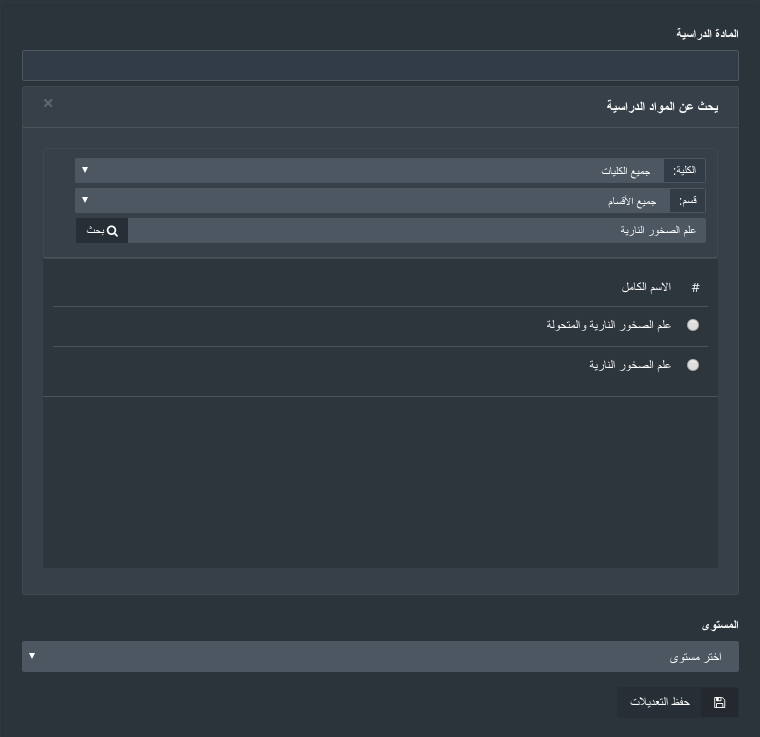 المادة الدراسية
يحث عن المواد الدراسية ×
الكلية: جميع الكليات
قسم: جميع الأقسام
علم الصخور النارية بحث
# الاسم الكامل
علم الصخور النارية والمتحولة
علم الصخور النارية
المستوى
اختر مستوى
حفظ التعديلات